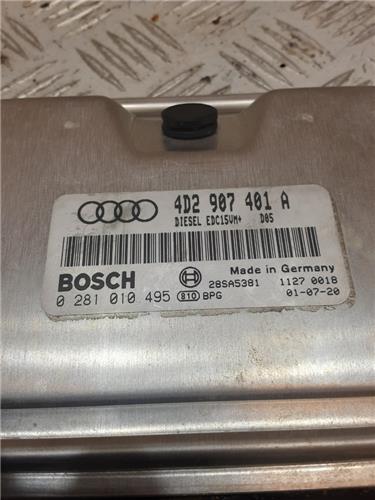 4D2 907 401 A
DIESEL EDC15VM+ D05
BOSCH
Made in Germany
0 281 010 495 810 BPG
28SA5381 1127 0018
01-07-20